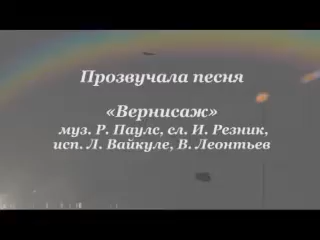 Прозвучала песня
«Вернисаж»
муз. Р. Паулс, сл. И. Резник,
исп. Л. Вайкуле, В. Леонтьев